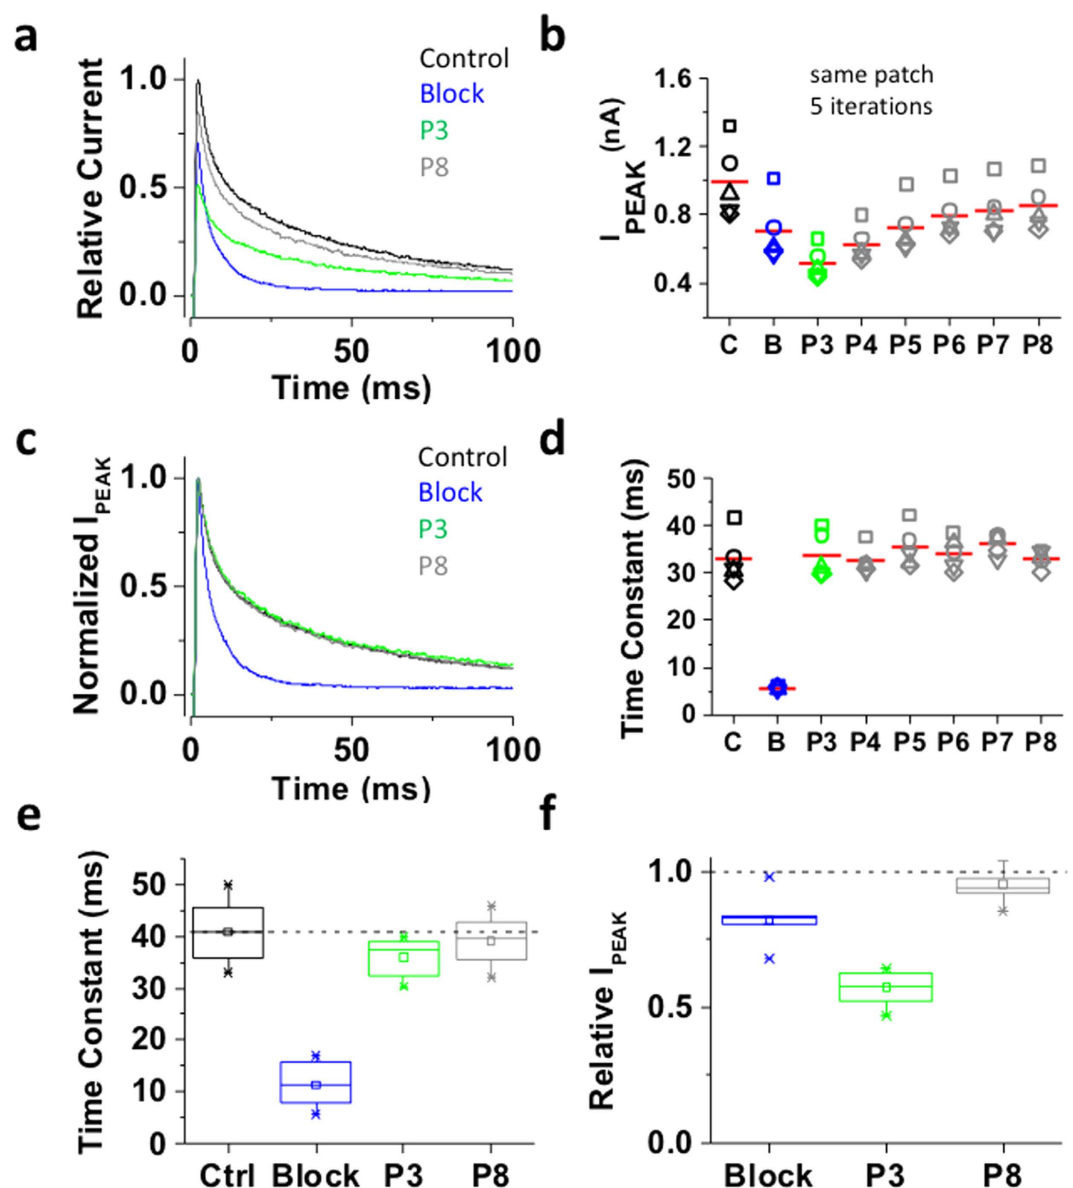 a
Relative Current
1.0
0.5
0.0
Control
Block
P3
P8
0
50
100
Time (ms)
b
I PEAK (nA)
1.6
1.2
0.8
0.4
same patch
5 iterations
C
B
P3
P4
P5
P6
P7
P8
c
Normalized I PEAK
1.0
0.5
0.0
Control
Block
P3
P8
0
50
100
Time (ms)
d
Time Constant (ms)
50
40
30
20
10
0
C
B
P3
P4
P5
P6
P7
P8
e
Time Constant (ms)
50
40
30
20
10
0
Ctrl
Block
P3
P8
f
Relative I PEAK
1.0
0.5
0.0
Block
P3
P8